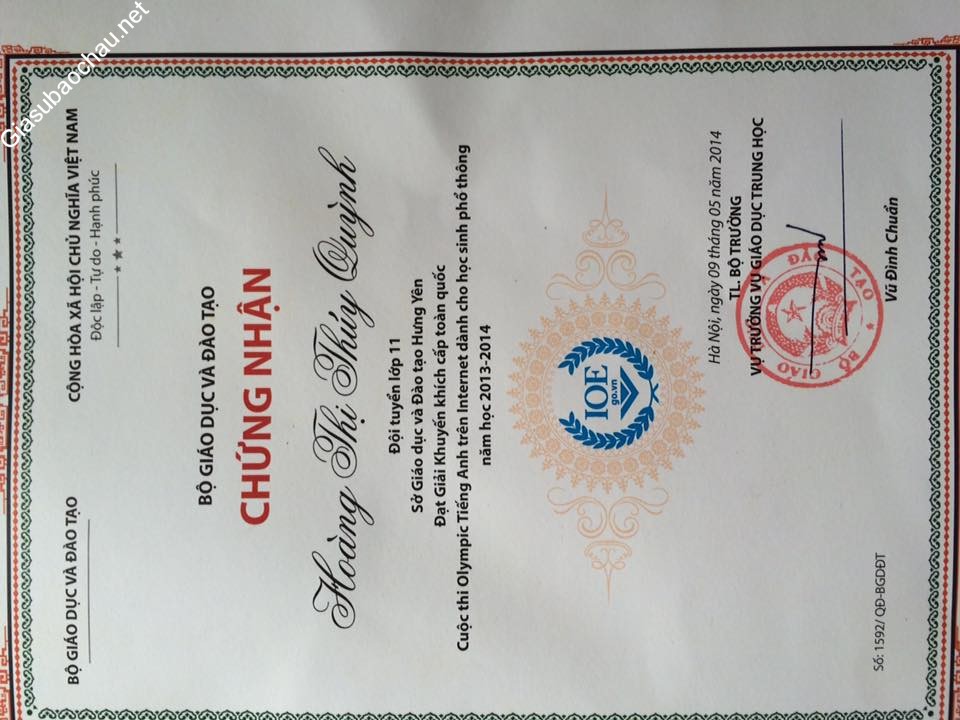 Giasubaochau.net
BỘ GIÁO DỤC VÀ ĐÀO TẠO
CỘNG HÒA XÃ HỘI CHỦ NGHĨA VIỆT NAM
Độc lập - Tự do - Hạnh phúc
BỘ GIÁO DỤC VÀ ĐÀO TẠO
CHỨNG NHẬN
Hoàng Thị Thúy Quỳnh
Đội tuyển lớp 11
Sở Giáo dục và Đào tạo Hưng Yên
Đạt Giải Khuyến khích cấp toàn quốc
Cuộc thi Olympic Tiếng Anh trên Internet dành cho học sinh phổ thông
năm học 2013-2014
IOE
go.vn
Hà Nội, ngày 09 tháng 05 năm 2014
TL. BỘ TRƯỞNG
VỤ TRƯỞNG VỤ GIÁO DỤC TRUNG HỌC
BỘ GIÁO DỤC ĐÀO TẠO
Vũ Đình Chuẩn
Số: 1592/ QĐ-BGDĐT